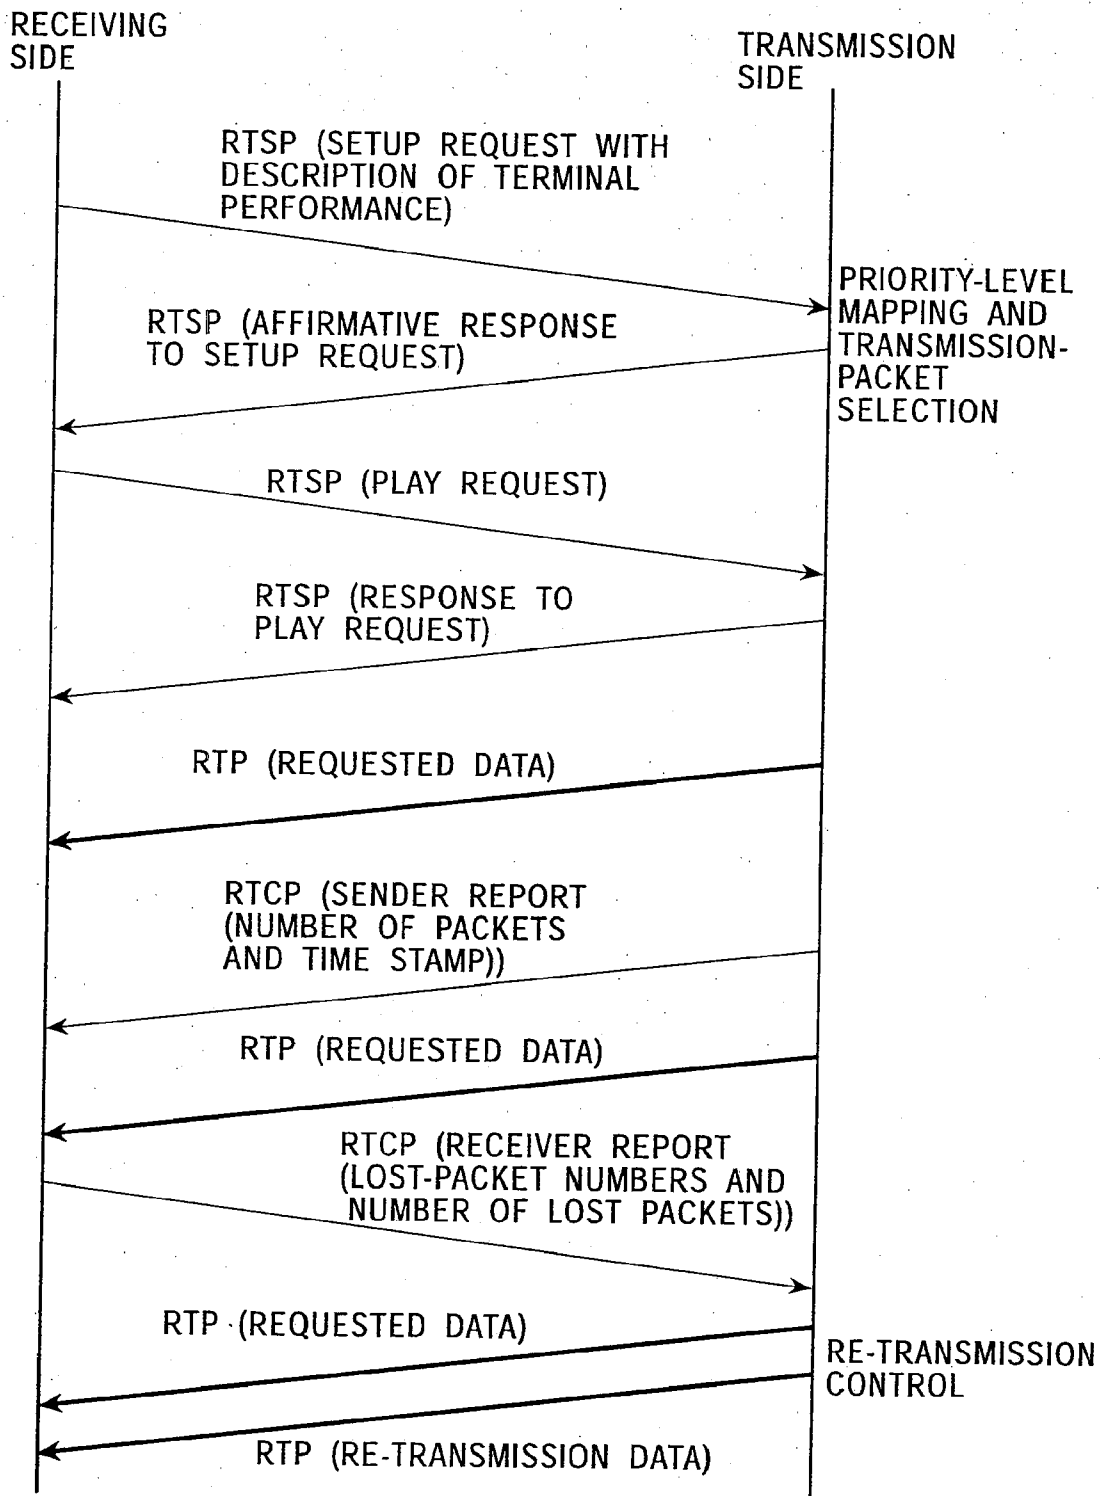 RECEIVING
SIDE
TRANSMISSION
SIDE
RTSP (SETUP REQUEST WITH
DESCRIPTION OF TERMINAL
PERFORMANCE)
PRIORITY-LEVEL
MAPPING AND
TRANSMISSION-
PACKET
SELECTION
RTSP (AFFIRMATIVE RESPONSE
TO SETUP REQUEST)
RTSP (PLAY REQUEST)
RTSP (RESPONSE TO
PLAY REQUEST)
RTP (REQUESTED DATA)
RTCP (SENDER REPORT
(NUMBER OF PACKETS
AND TIME STAMP))
RTP (REQUESTED DATA)
RTCP (RECEIVER REPORT
(LOST-PACKET NUMBERS AND
NUMBER OF LOST PACKETS))
RTP (REQUESTED DATA)
RE-TRANSMISSION
CONTROL
RTP (RE-TRANSMISSION DATA)